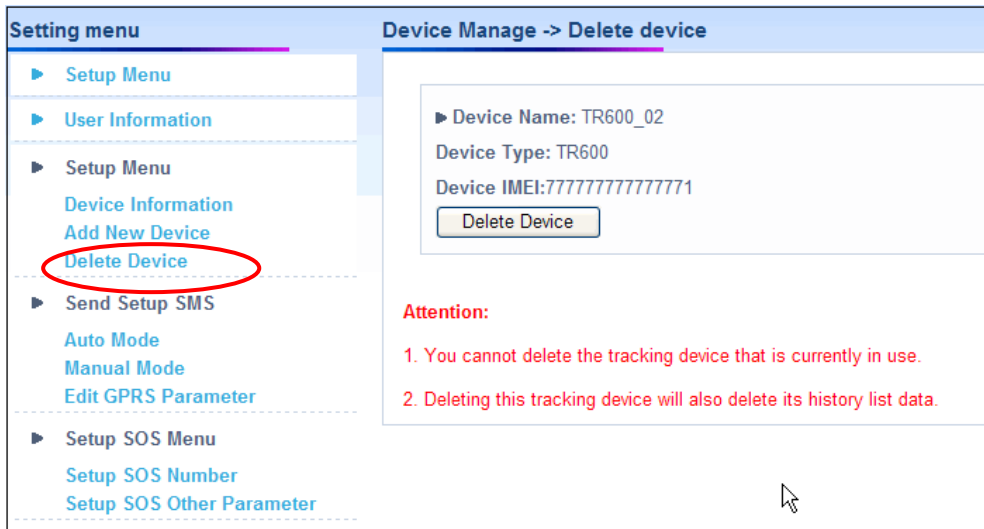 Setting menu
Setup Menu
User Information
Setup Menu
Device Information
Add New Device
Delete Device
Send Setup SMS
Auto Mode
Manual Mode
Edit GPRS Parameter
Setup SOS Menu
Setup SOS Number
Setup SOS Other Parameter
Device Manage -> Delete device
Device Name: TR600_02
Device Type: TR600
Device IMEI:777777777777771
Delete Device
Attention:
1. You cannot delete the tracking device that is currently in use.
2. Deleting this tracking device will also delete its history list data.